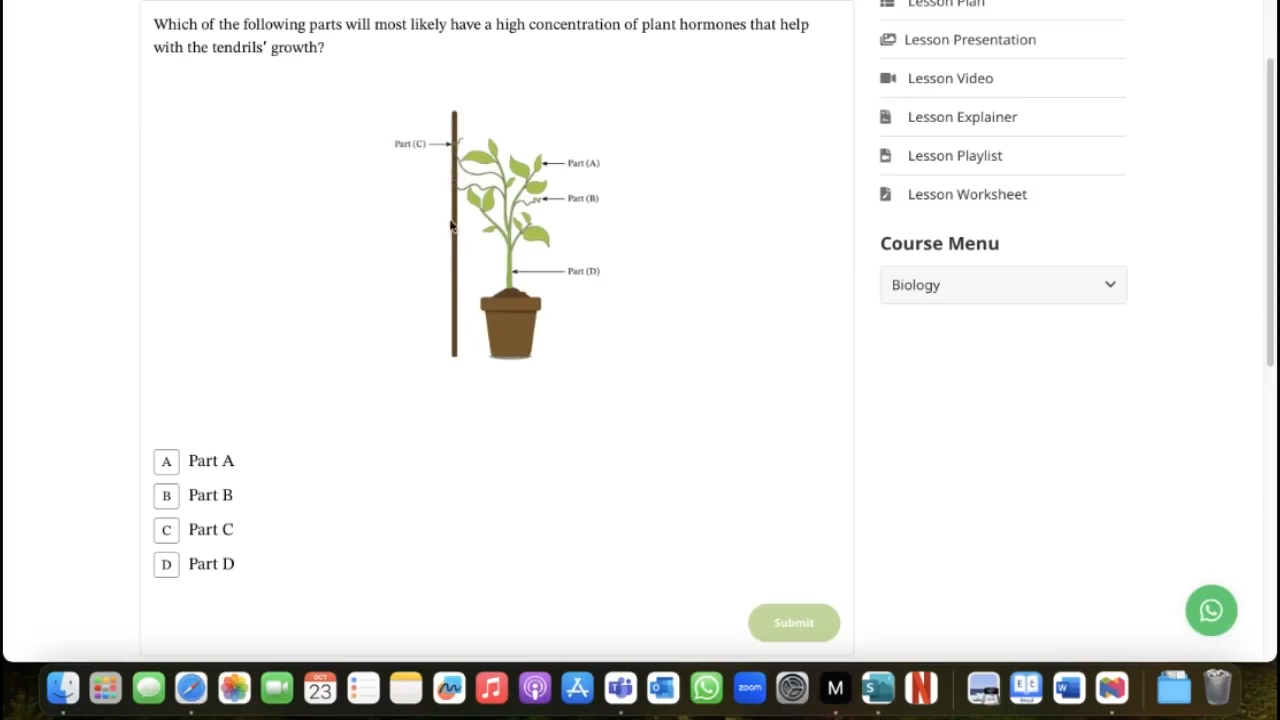 Which of the following parts will most likely have a high concentration of plant hormones that help
with the tendrils' growth?
Part (C)
Part (A)
Part (B)
Part (D)
A Part A
B Part B
C Part C
D Part D
Submit
Lesson Plan
Lesson Presentation
Lesson Video
Lesson Explainer
Lesson Playlist
Lesson Worksheet
Course Menu
Biology
OCT
23
zoom
M
S
N
W